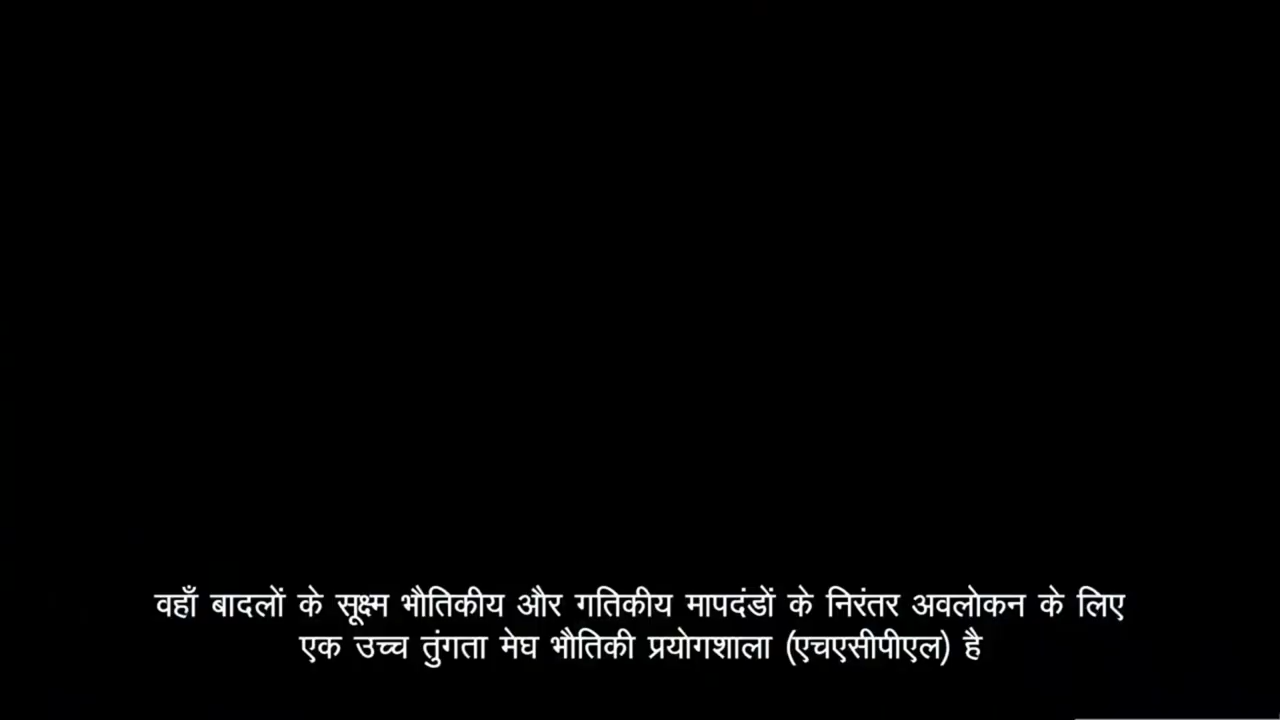 वहाँ बादलों के सूक्ष्म भौतिकीय और गतिकीय मापदंडों के निरंतर अवलोकन के लिए
एक उच्च तुंगता मेघ भौतिकी प्रयोगशाला (एचएसीपीएल) है